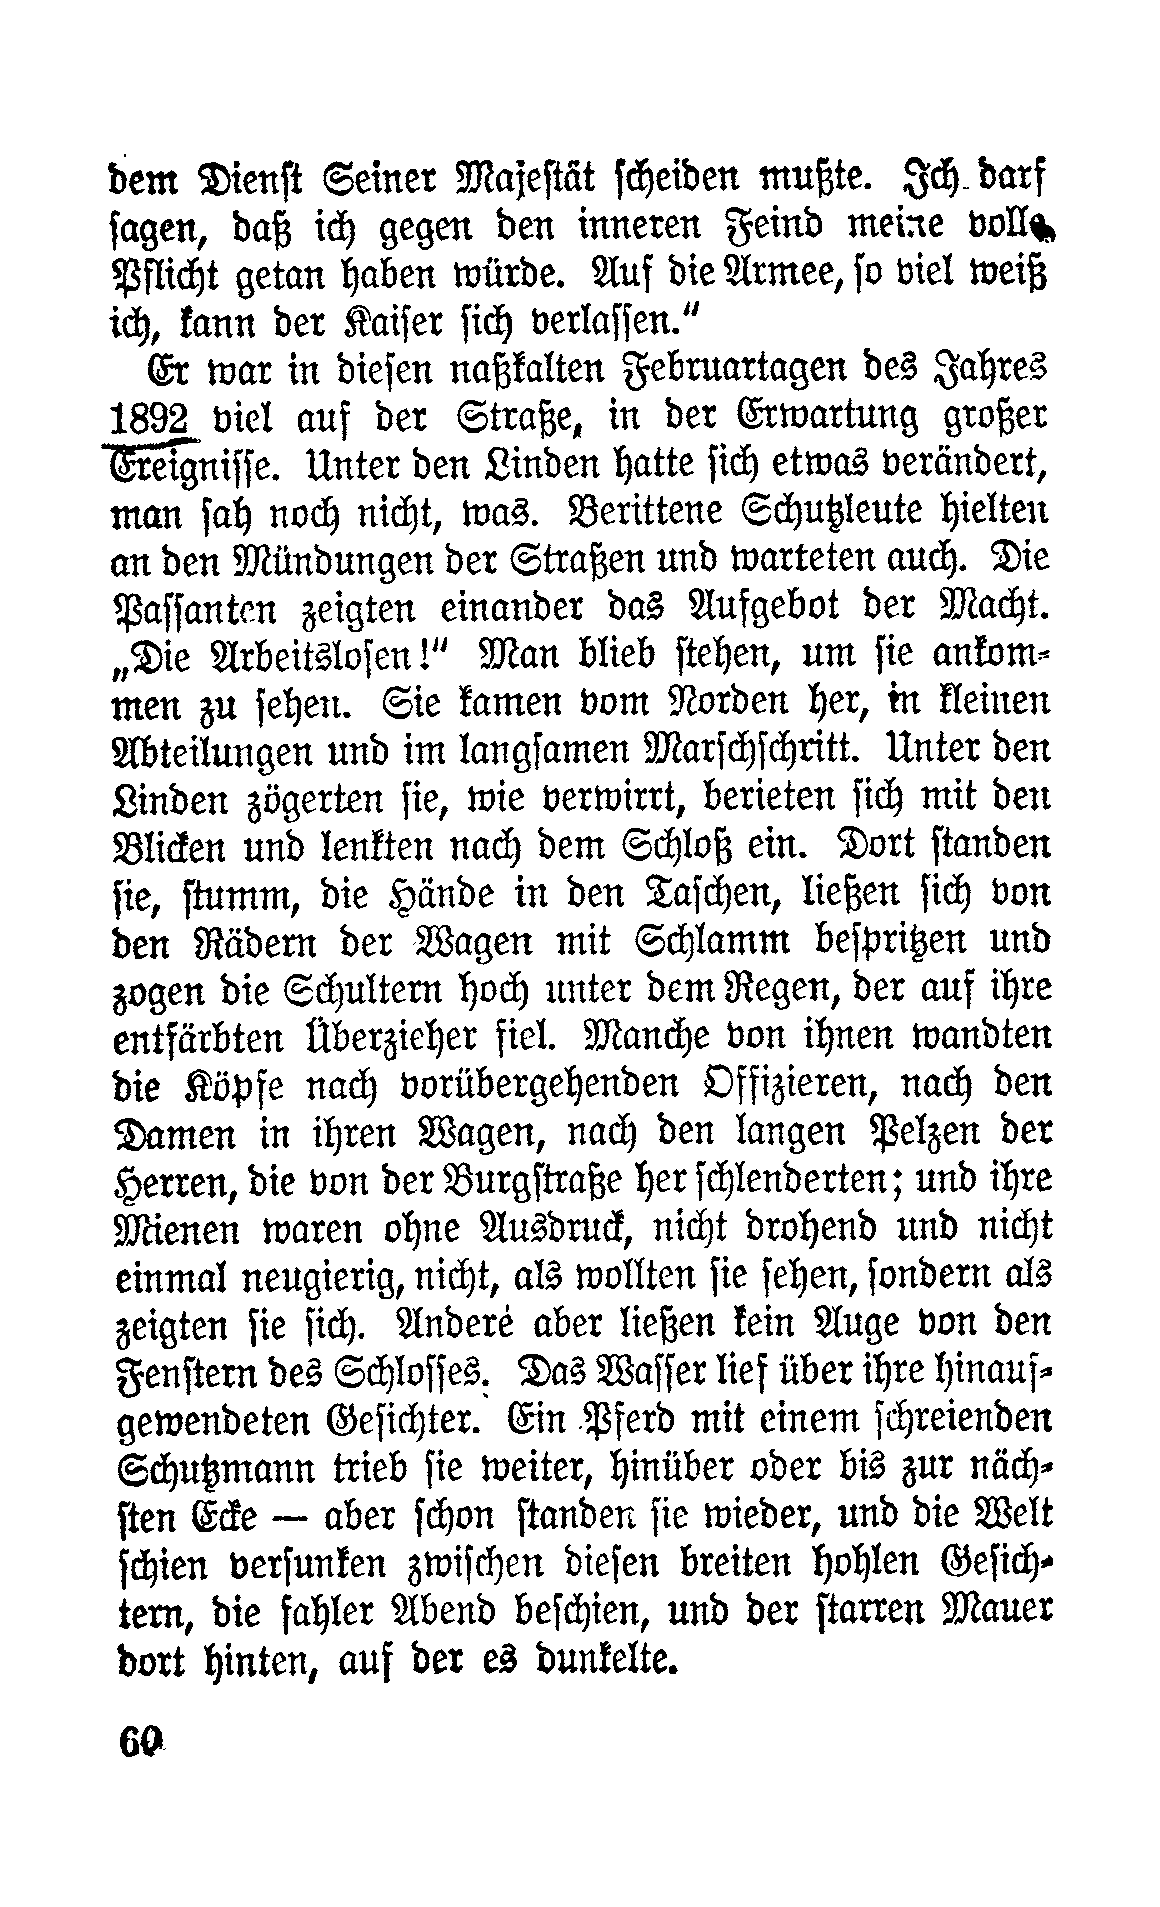 dem Dienst Seiner Majestät scheiden mußte. Ich darf
sagen, daß ich gegen den inneren Feind meine volle
Pflicht getan haben würde. Auf die Armee, so viel weiß
ich, kann der Kaiser sich verlassen.“
Er war in diesen naßkalten Februartagen des Jahres
1892 viel auf der Straße, in der Erwartung großer
Ereignisse. Unter den Linden hatte sich etwas verändert,
man sah noch nicht, was. Berittene Schutzleute hielten
an den Mündungen der Straßen und warteten auch. Die
Passanten zeigten einander das Aufgebot der Macht.
„Die Arbeitslosen!“ Man blieb stehen, um sie ankom-
men zu sehen. Sie kamen vom Norden her, in kleinen
Abteilungen und im langsamen Marschschritt. Unter den
Linden zögerten sie, wie verwirrt, berieten sich mit den
Blicken und lenkten nach dem Schloß ein. Dort standen
sie, stumm, die Hände in den Taschen, ließen sich von
den Rädern der Wagen mit Schlamm bespritzen und
zogen die Schultern hoch unter dem Regen, der auf ihre
entfärbten Überzieher fiel. Manche von ihnen wandten
die Köpfe nach vorübergehenden Offizieren, nach den
Damen in ihren Wagen, nach den langen Pelzen der
Herren, die von der Burgstraße her schlenderten; und ihre
Mienen waren ohne Ausdruck, nicht drohend und nicht
einmal neugierig, nicht, als wollten sie sehen, sondern als
zeigten sie sich. Andere aber ließen kein Auge von den
Fenstern des Schlosses. Das Wasser lief über ihre hinauf-
gewendeten Gesichter. Ein Pferd mit einem schreienden
Schutzmann trieb sie weiter, hinüber oder bis zur näch-
sten Ecke — aber schon standen sie wieder, und die Welt
schien versunken zwischen diesen breiten hohlen Gesich-
tern, die fahler Abend beschien, und der starren Mauer
dort hinten, auf der es dunkelte.
60